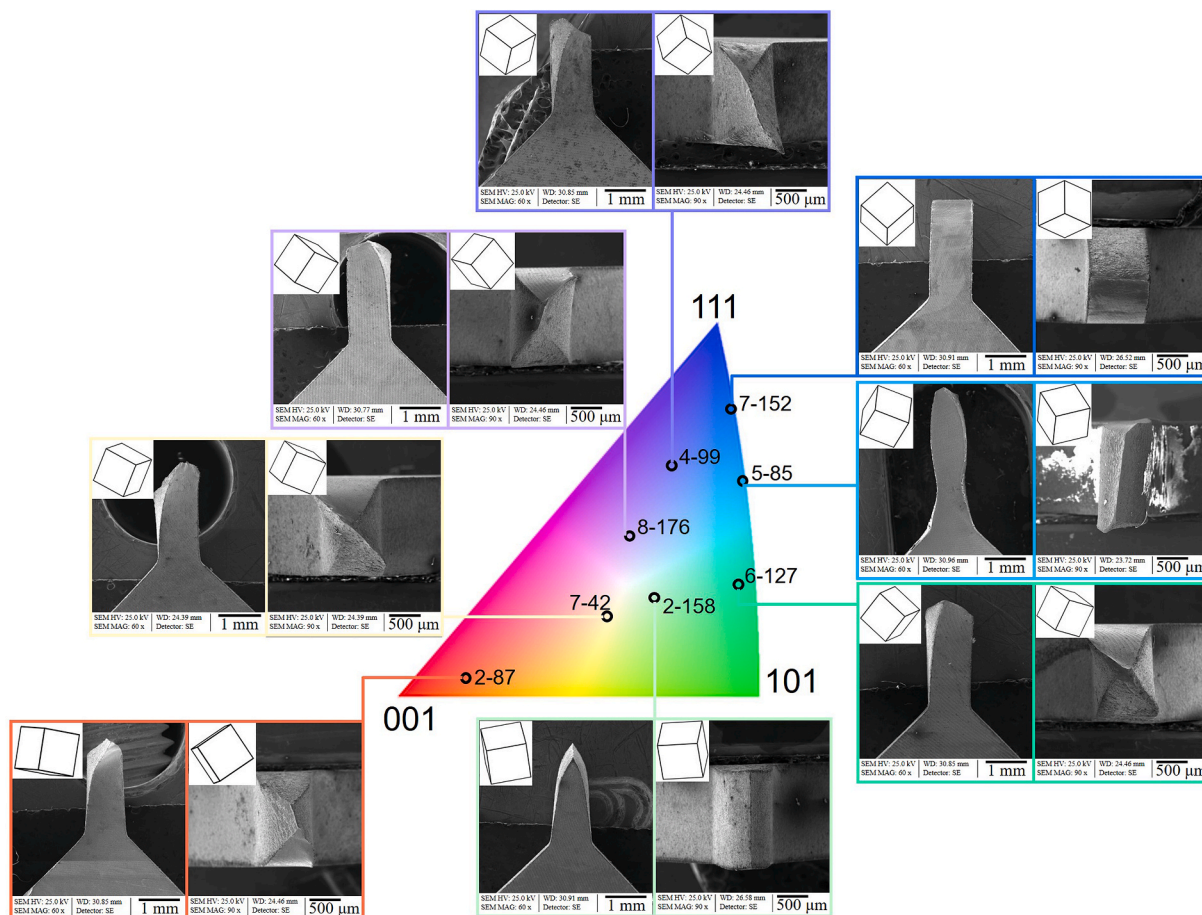 SEM HV: 25.0 kV WD: 30.85 mm
SEM MAG: 60 x Detector: SE
1 mm
SEM HV: 25.0 kV WD: 24.46 mm
SEM MAG: 90 x Detector: SE
500 µm
SEM HV: 25.0 kV WD: 30.91 mm
SEM MAG: 60 x Detector: SE
1 mm
SEM HV: 25.0 kV WD: 26.52 mm
SEM MAG: 90 x Detector: SE
500 µm
SEM HV: 25.0 kV WD: 30.77 mm
SEM MAG: 60 x Detector: SE
1 mm
SEM HV: 25.0 kV WD: 24.46 mm
SEM MAG: 90 x Detector: SE
500 µm
111
7-152
4-99
5-85
8-176
6-127
7-42
2-158
2-87
001
101
SEM HV: 25.0 kV WD: 30.96 mm
SEM MAG: 60 x Detector: SE
1 mm
SEM HV: 25.0 kV WD: 23.72 mm
SEM MAG: 90 x Detector: SE
500 µm
SEM HV: 25.0 kV WD: 24.39 mm
SEM MAG: 60 x Detector: SE
1 mm
SEM HV: 25.0 kV WD: 24.39 mm
SEM MAG: 90 x Detector: SE
500 µm
SEM HV: 25.0 kV WD: 30.85 mm
SEM MAG: 60 x Detector: SE
1 mm
SEM HV: 25.0 kV WD: 24.46 mm
SEM MAG: 90 x Detector: SE
500 µm
SEM HV: 25.0 kV WD: 30.85 mm
SEM MAG: 60 x Detector: SE
1 mm
SEM HV: 25.0 kV WD: 24.46 mm
SEM MAG: 90 x Detector: SE
500 µm
SEM HV: 25.0 kV WD: 30.91 mm
SEM MAG: 60 x Detector: SE
1 mm
SEM HV: 25.0 kV WD: 26.58 mm
SEM MAG: 90 x Detector: SE
500 µm